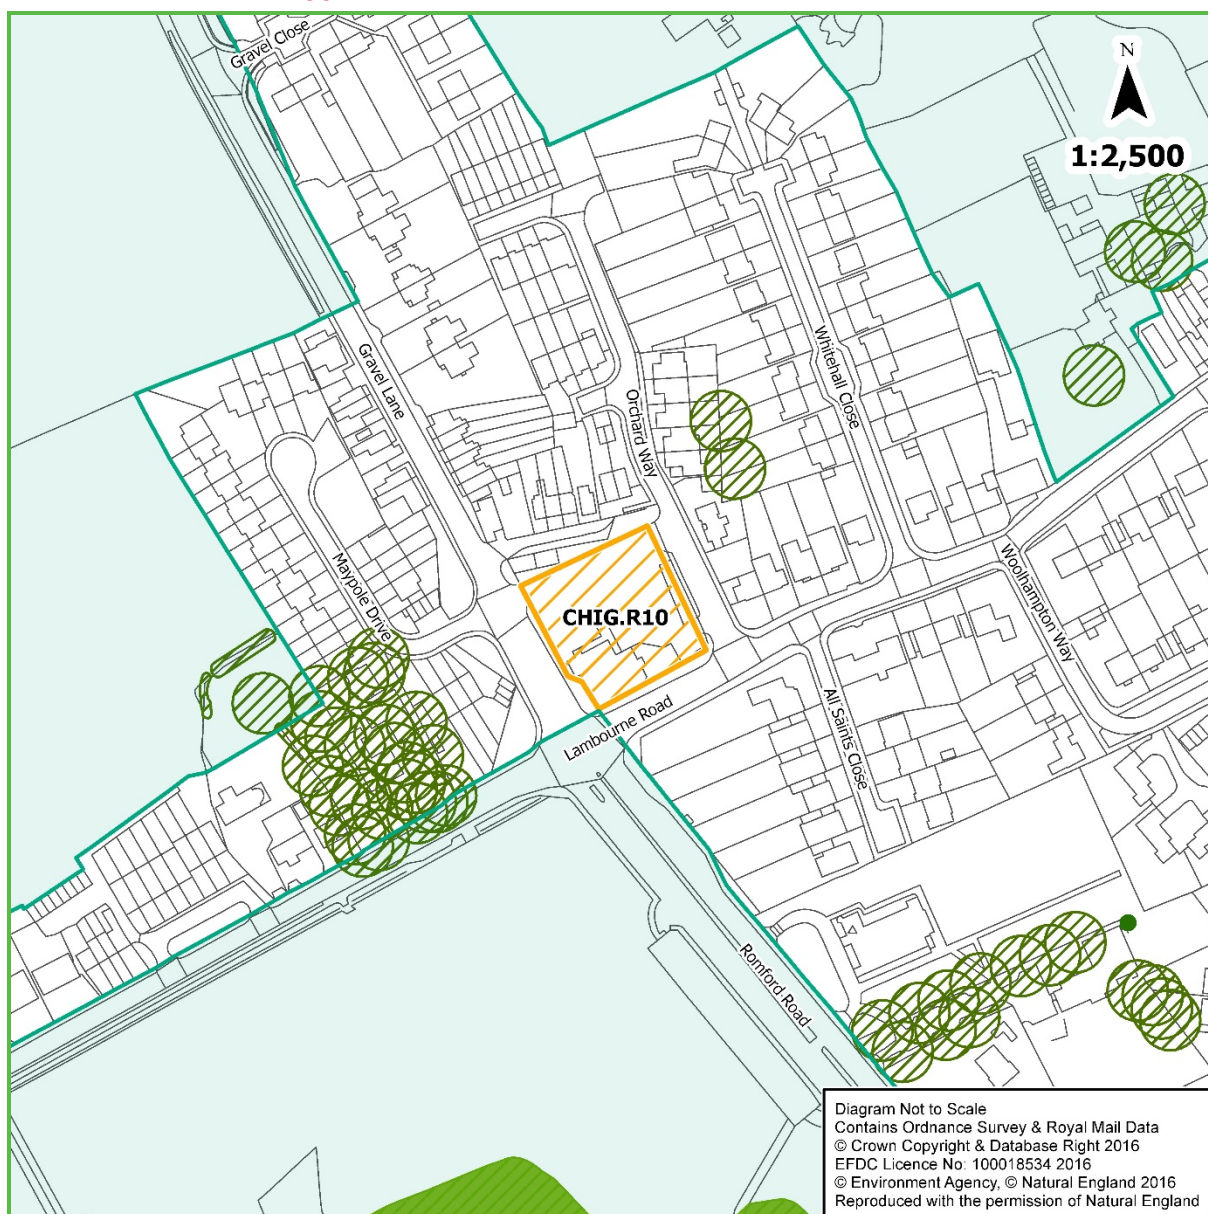 Gravel Close
N
1:2,500
Gravel Lane
Whitehall Close
Orchard Way
Maypole Drive
CHIG.R10
Woolhampton Way
All Saints Close
Lambourne Road
Romford Road
Diagram Not to Scale
Contains Ordnance Survey & Royal Mail Data
© Crown Copyright & Database Right 2016
EFDC Licence No: 100018534 2016
© Environment Agency, © Natural England 2016
Reproduced with the permission of Natural England